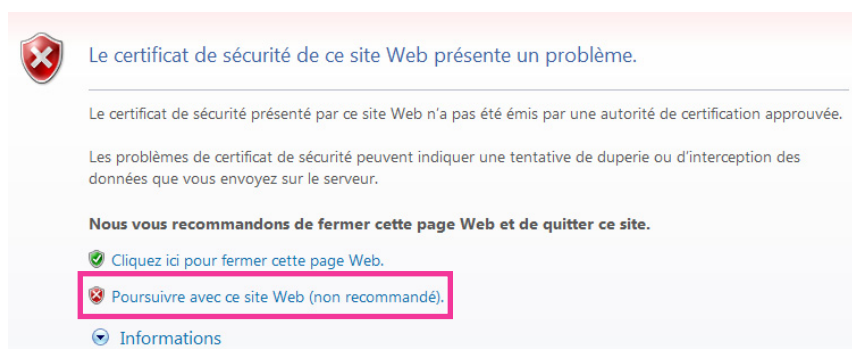 Le certificat de sécurité de ce site Web présente un problème.
Le certificat de sécurité présenté par ce site Web n'a pas été émis par une autorité de certification approuvée.
Les problèmes de certificat de sécurité peuvent indiquer une tentative de duperie ou d'interception des
données que vous envoyez sur le serveur.
Nous vous recommandons de fermer cette page Web et de quitter ce site.
Cliquez ici pour fermer cette page Web.
Poursuivre avec ce site Web (non recommandé).
Informations